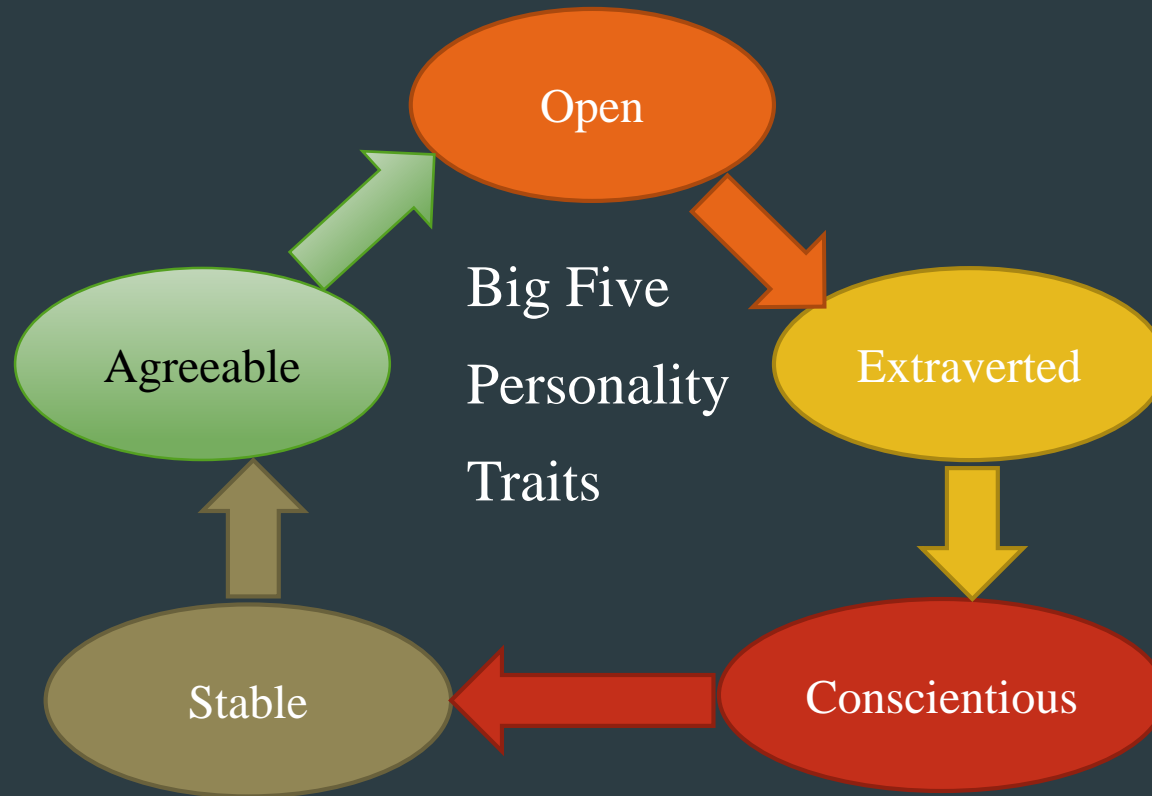 Open
Big Five
Personality
Traits
Agreeable
Extraverted
Stable
Conscientious